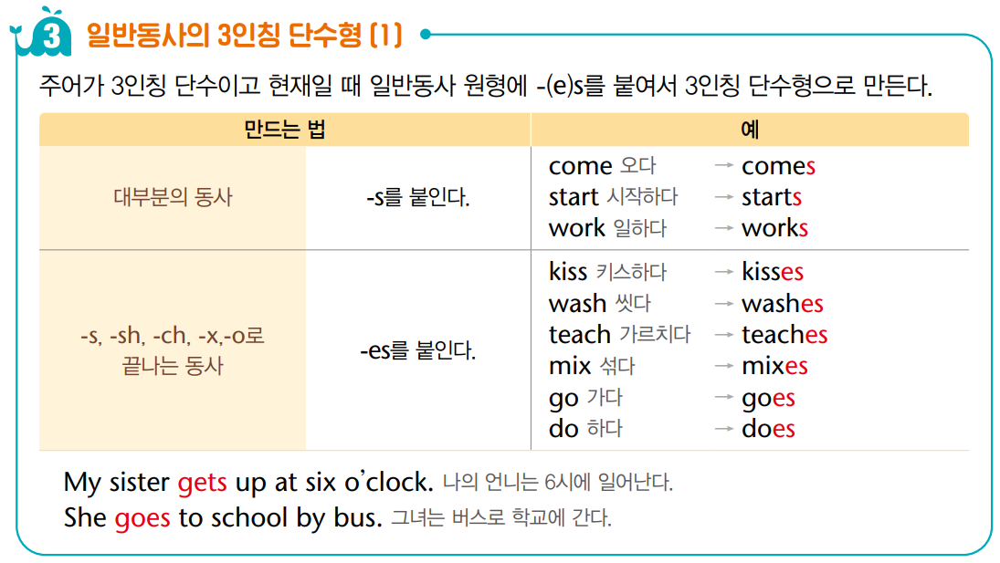 3 일반동사의 3인칭 단수형 (1)
주어가 3인칭 단수이고 현재일 때 일반동사 원형에 -(e)s를 붙여서 3인칭 단수형으로 만든다.
만드는 법 예
대부분의 동사 -s를 붙인다.
come 오다 → comes
start 시작하다 → starts
work 일하다 → works
-s, -sh, -ch, -x,-o로
끝나는 동사
-es를 붙인다.
kiss 키스하다 → kisses
wash 씻다 → washes
teach 가르치다 → teaches
mix 섞다 → mixes
go 가다 → goes
do 하다 → does
My sister gets up at six o’clock. 나의 언니는 6시에 일어난다.
She goes to school by bus. 그녀는 버스로 학교에 간다.